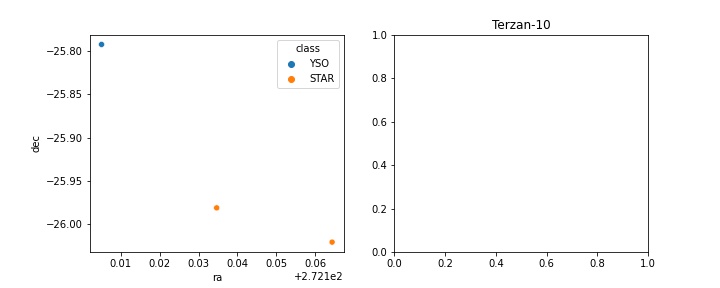 Terzan-10
class
YSO
STAR
dec
−25.80
−25.85
−25.90
−25.95
−26.00
0.01 0.02 0.03 0.04 0.05 0.06
+2.721e2
ra
1.0
0.8
0.6
0.4
0.2
0.0
0.0 0.2 0.4 0.6 0.8 1.0